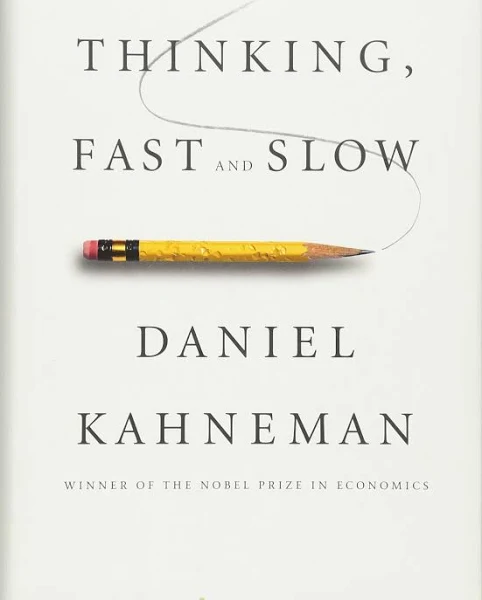 THINKING,
FAST AND SLOW
DANIEL
KAHNEMAN
WINNER OF THE NOBEL PRIZE IN ECONOMICS